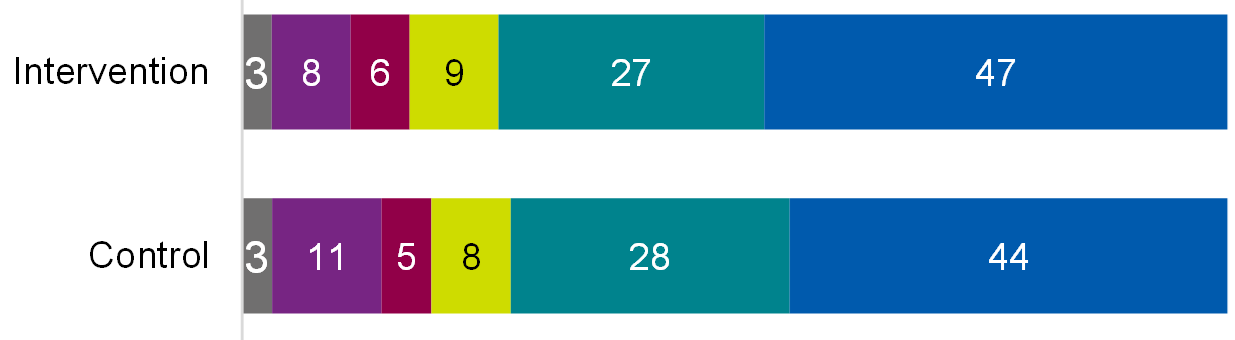 Intervention 3 8 6 9 27 47
Control 3 11 5 8 28 44